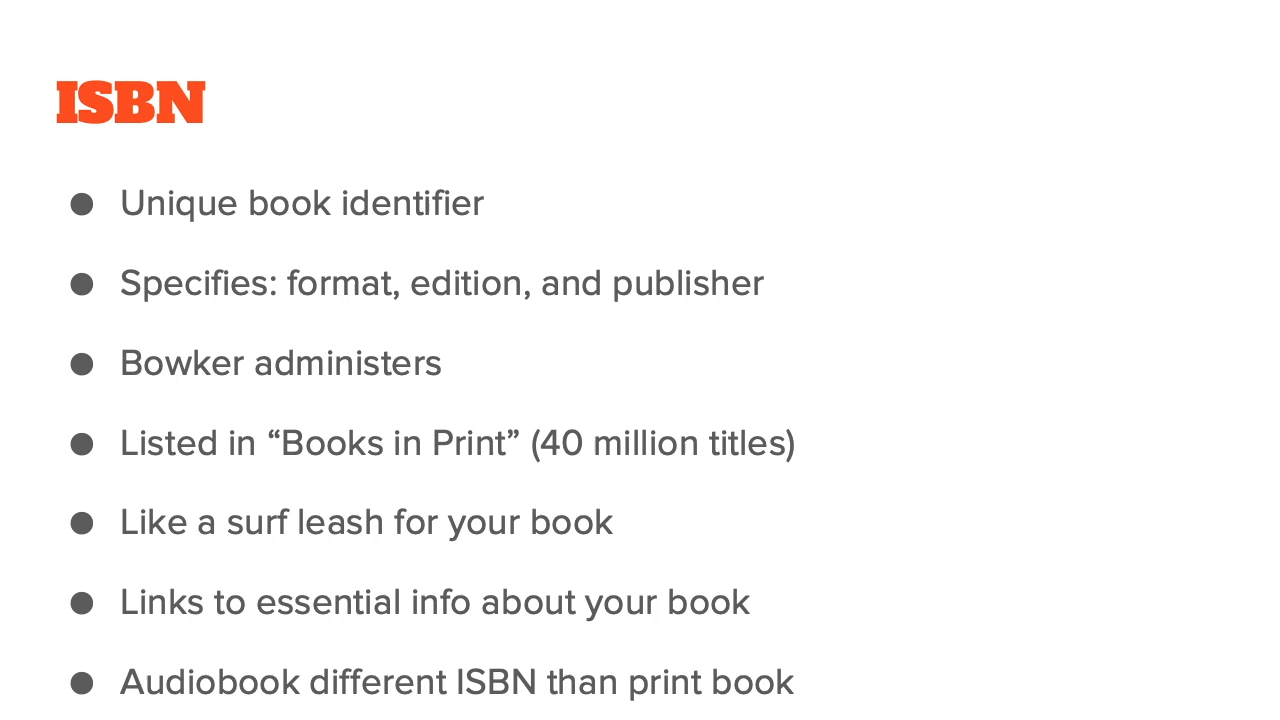 ISBN
● Unique book identifier
● Specifies: format, edition, and publisher
● Bowker administers
● Listed in “Books in Print” (40 million titles)
● Like a surf leash for your book
● Links to essential info about your book
● Audiobook different ISBN than print book